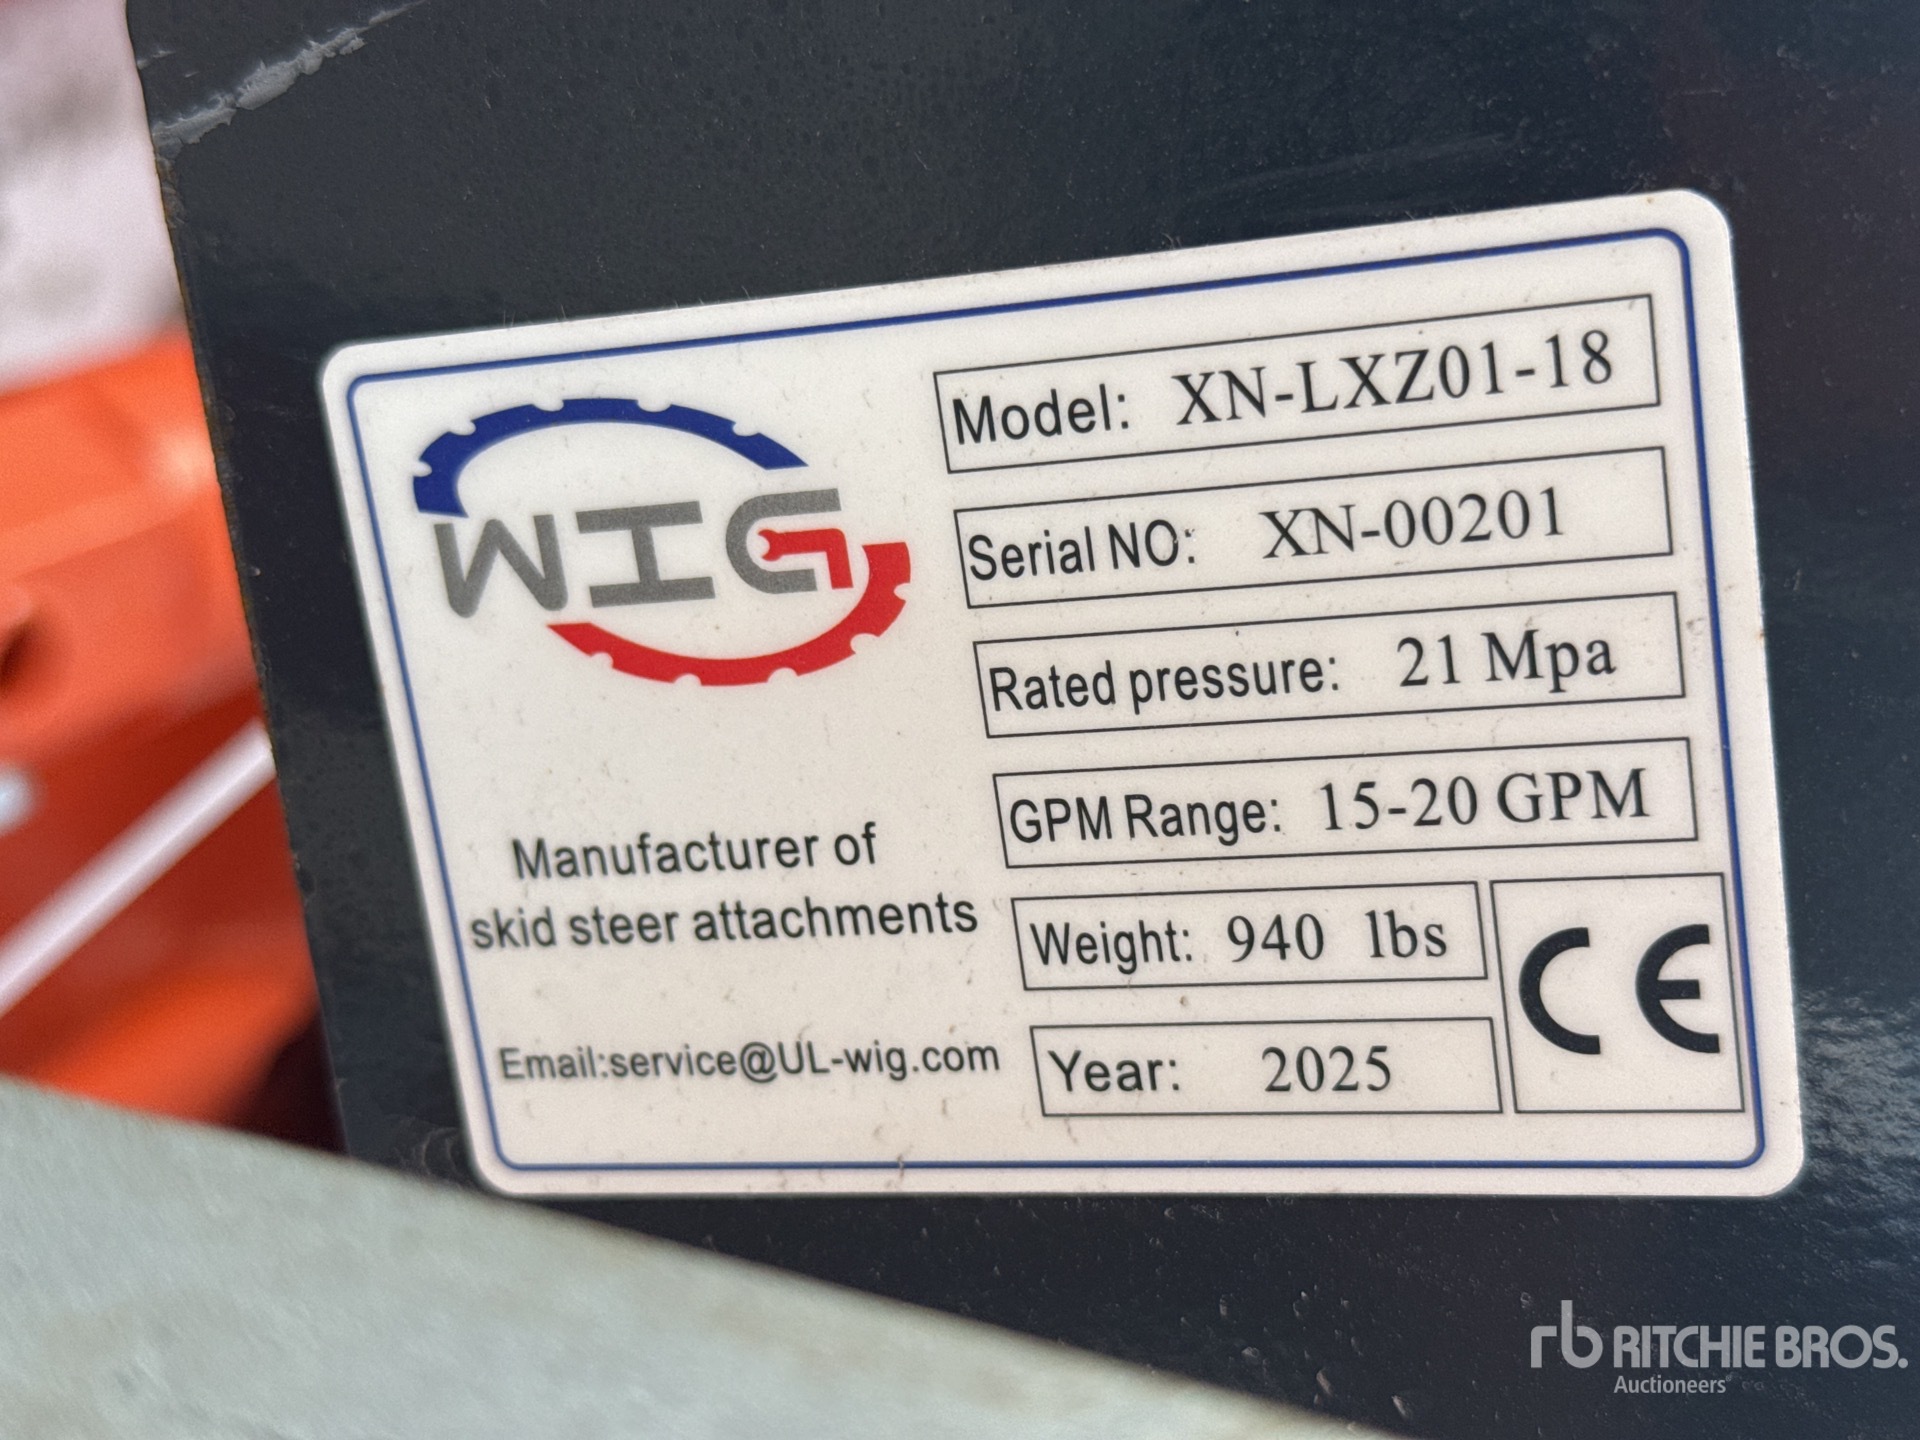 WIG
Manufacturer of
skid steer attachments
Email:service@UL-wig.com
Model: XN-LXZ01-18
Serial NO: XN-00201
Rated pressure: 21 Mpa
GPM Range: 15-20 GPM
Weight: 940 lbs
Year: 2025
CE
rb RITCHIE BROS.
Auctioneers